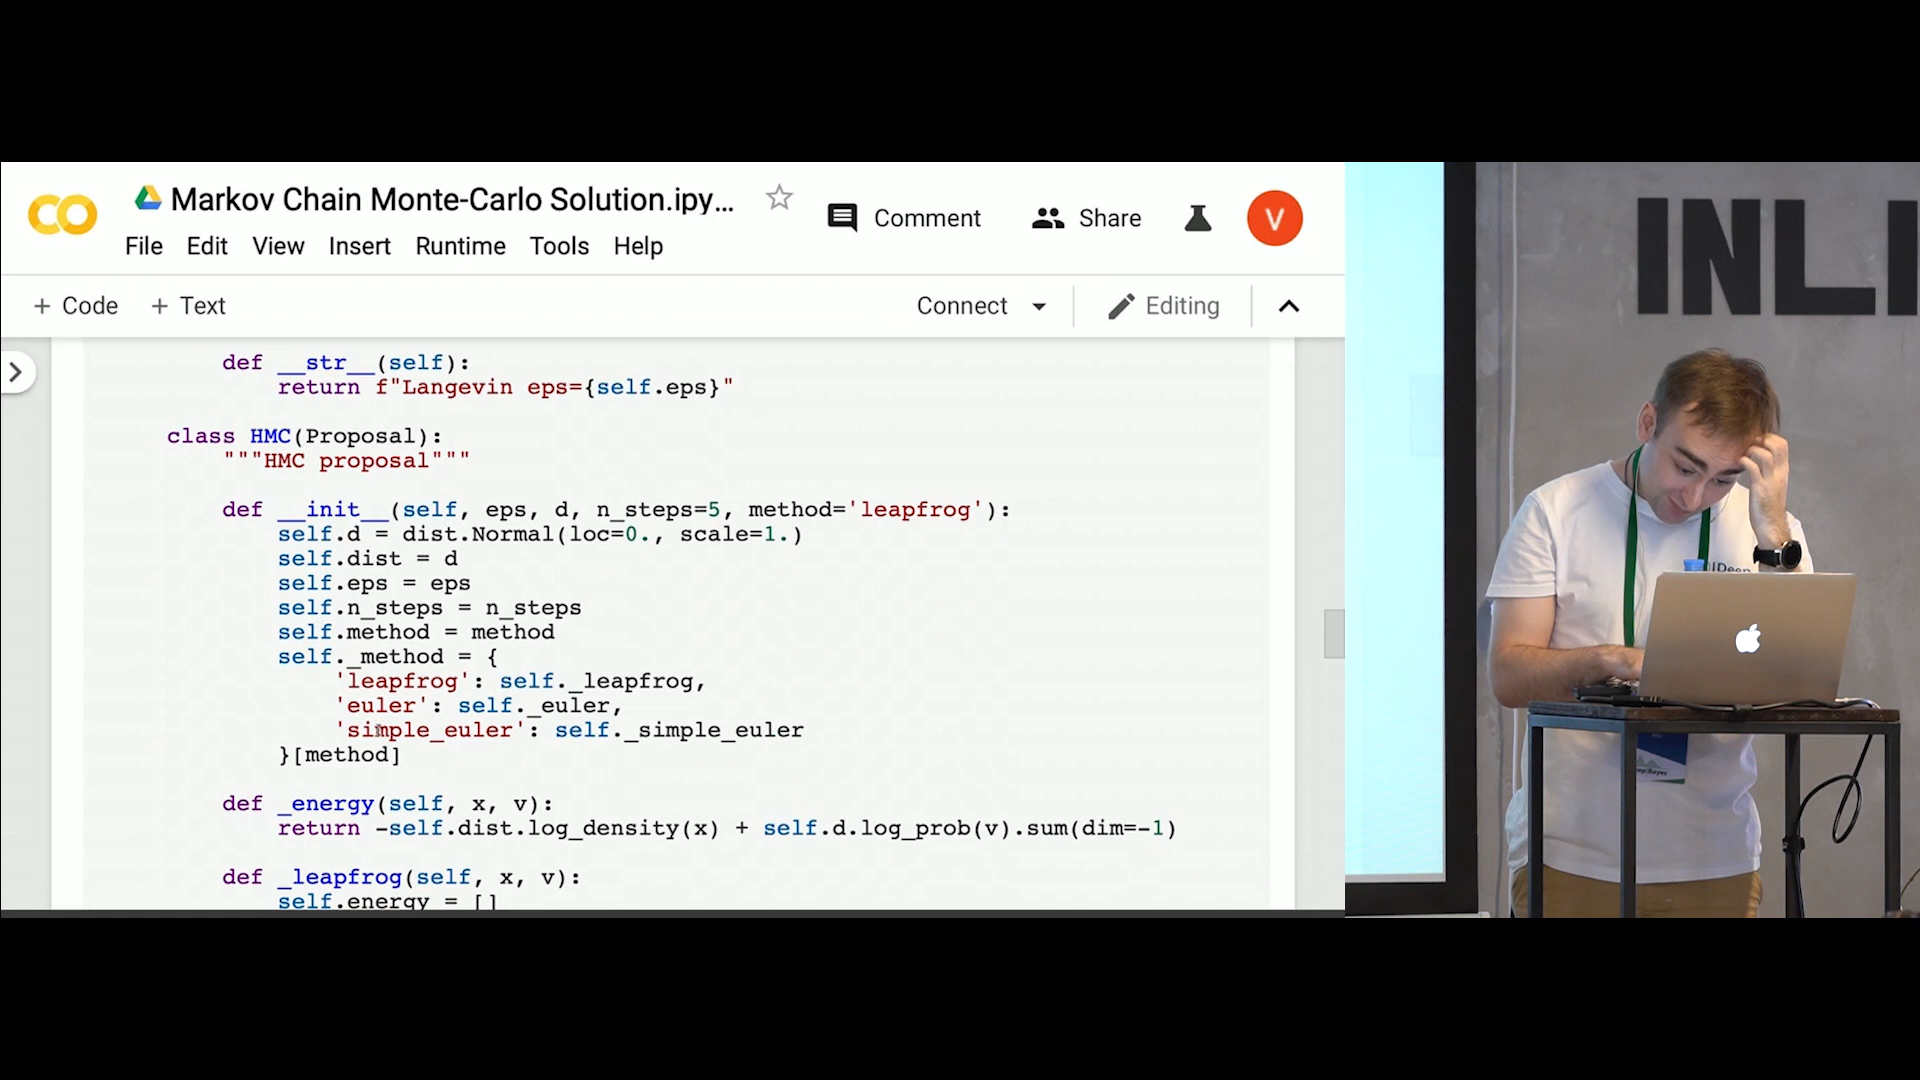 Markov Chain Monte-Carlo Solution.ipy...
Comment
Share
V
File Edit View Insert Runtime Tools Help
+ Code + Text
Connect
Editing
def __str__(self):
return f"Langevin eps={self.eps}"
class HMC(Proposal):
"""HMC proposal"""
def __init__(self, eps, d, n_steps=5, method='leapfrog'):
self.d = dist.Normal(loc=0., scale=1.)
self.dist = d
self.eps = eps
self.n_steps = n_steps
self.method = method
self._method = {
'leapfrog': self._leapfrog,
'euler': self._euler,
'simple_euler': self._simple_euler
}[method]
def _energy(self, x, v):
return -self.dist.log_density(x) + self.d.log_prob(v).sum(dim=-1)
def _leapfrog(self, x, v):
self.energy = []
INLI
Deep